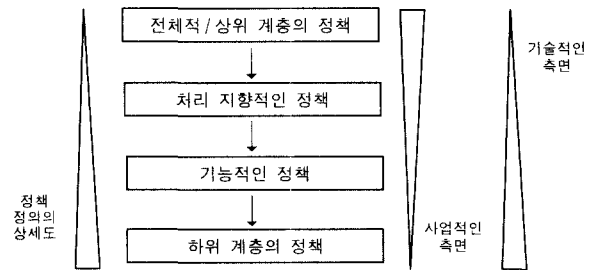 전체적/상위 계층의 정책
처리 지향적인 정책
기능적인 정책
하위 계층의 정책
정책
정의의
상세도
사업적인
측면
기술적인
측면